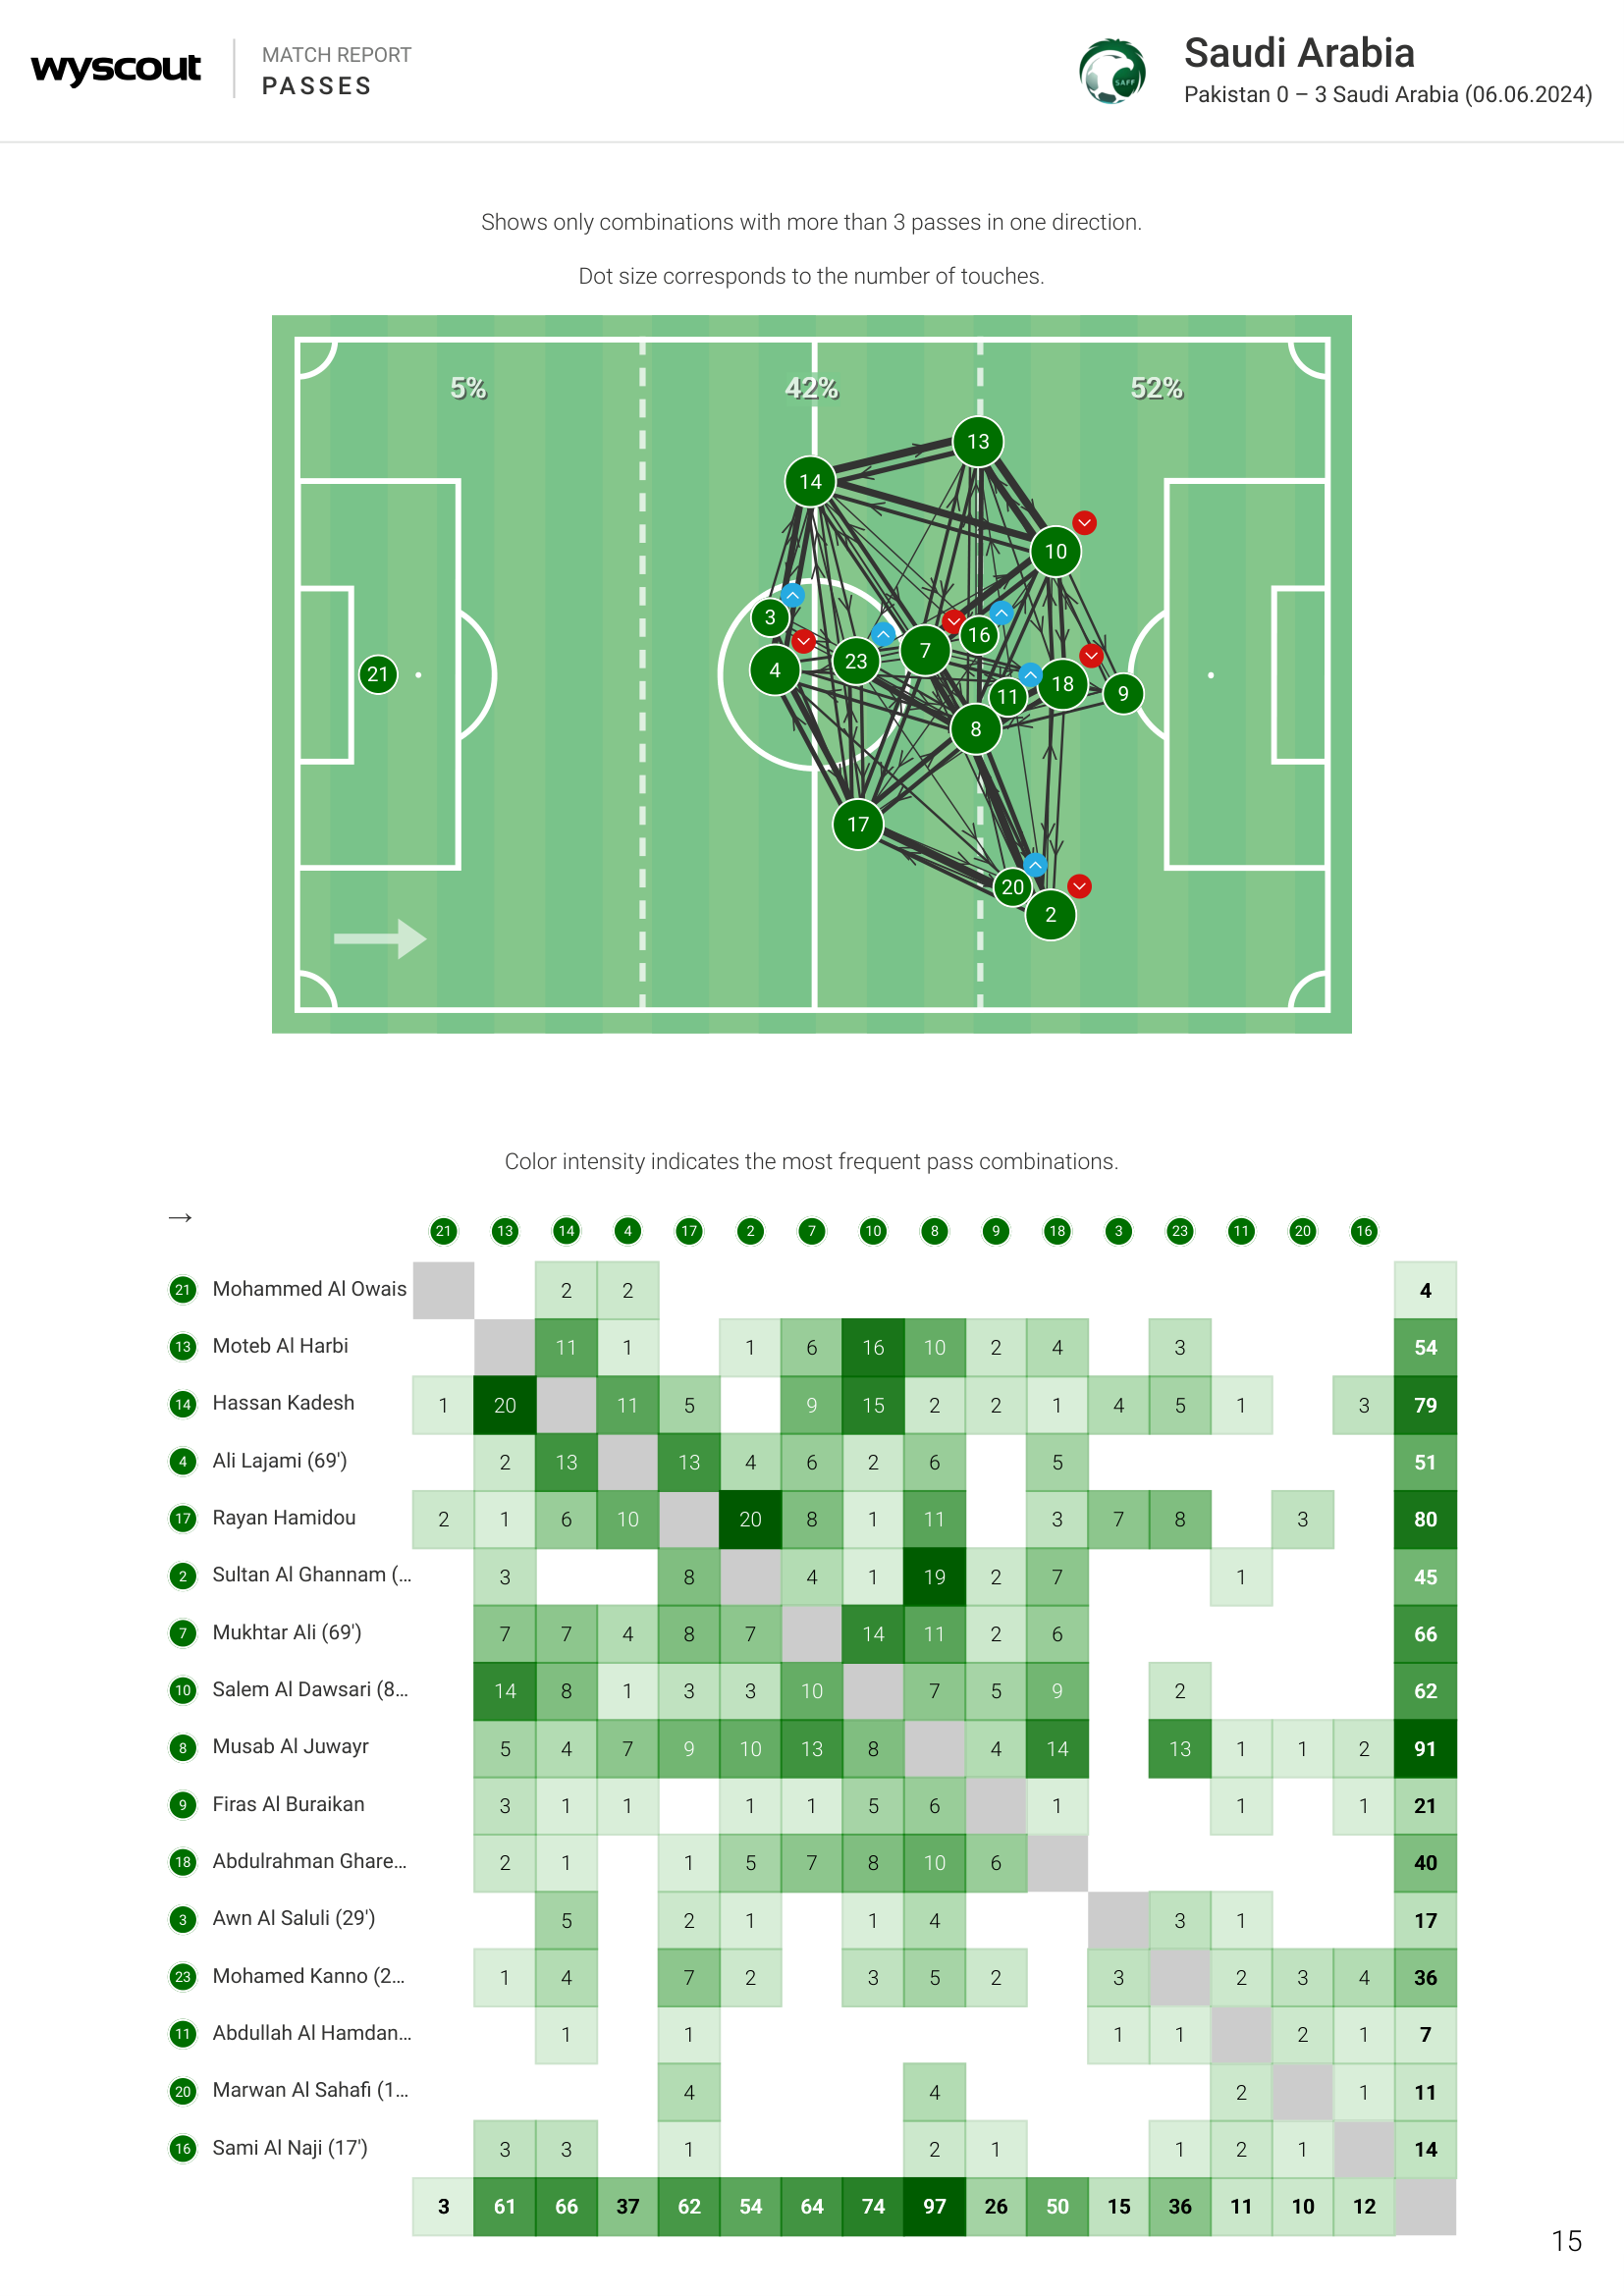 wyscout
MATCH REPORT
PASSES
SAFF
Saudi Arabia
Pakistan 0 – 3 Saudi Arabia (06.06.2024)
Shows only combinations with more than 3 passes in one direction.
Dot size corresponds to the number of touches.
5% 42% 52%
13
14
10
3
16
7
23
4
21
18
11
9
8
17
20
2
Color intensity indicates the most frequent pass combinations.
→
21 13 14 4 17 2 7 10 8 9 18 3 23 11 20 16
21 Mohammed Al Owais 2 2 4
13 Moteb Al Harbi 11 1 1 6 16 10 2 4 3 54
14 Hassan Kadesh 1 20 11 5 9 15 2 2 1 4 5 1 3 79
4 Ali Lajami (69') 2 13 13 4 6 2 6 5 51
17 Rayan Hamidou 2 1 6 10 20 8 1 11 3 7 8 3 80
2 Sultan Al Ghannam (... 3 8 4 1 19 2 7 1 45
7 Mukhtar Ali (69') 7 7 4 8 7 14 11 2 6 66
10 Salem Al Dawsari (8... 14 8 1 3 3 10 7 5 9 2 62
8 Musab Al Juwayr 5 4 7 9 10 13 8 4 14 13 1 1 2 91
9 Firas Al Buraikan 3 1 1 1 1 5 6 1 1 1 21
18 Abdulrahman Ghare... 2 1 1 5 7 8 10 6 40
3 Awn Al Saluli (29') 5 2 1 1 4 3 1 17
23 Mohamed Kanno (2... 1 4 7 2 3 5 2 3 2 3 4 36
11 Abdullah Al Hamdan... 1 1 1 1 2 1 7
20 Marwan Al Sahafi (1... 4 4 2 1 11
16 Sami Al Naji (17') 3 3 1 2 1 1 2 1 14
3 61 66 37 62 54 64 74 97 26 50 15 36 11 10 12
15